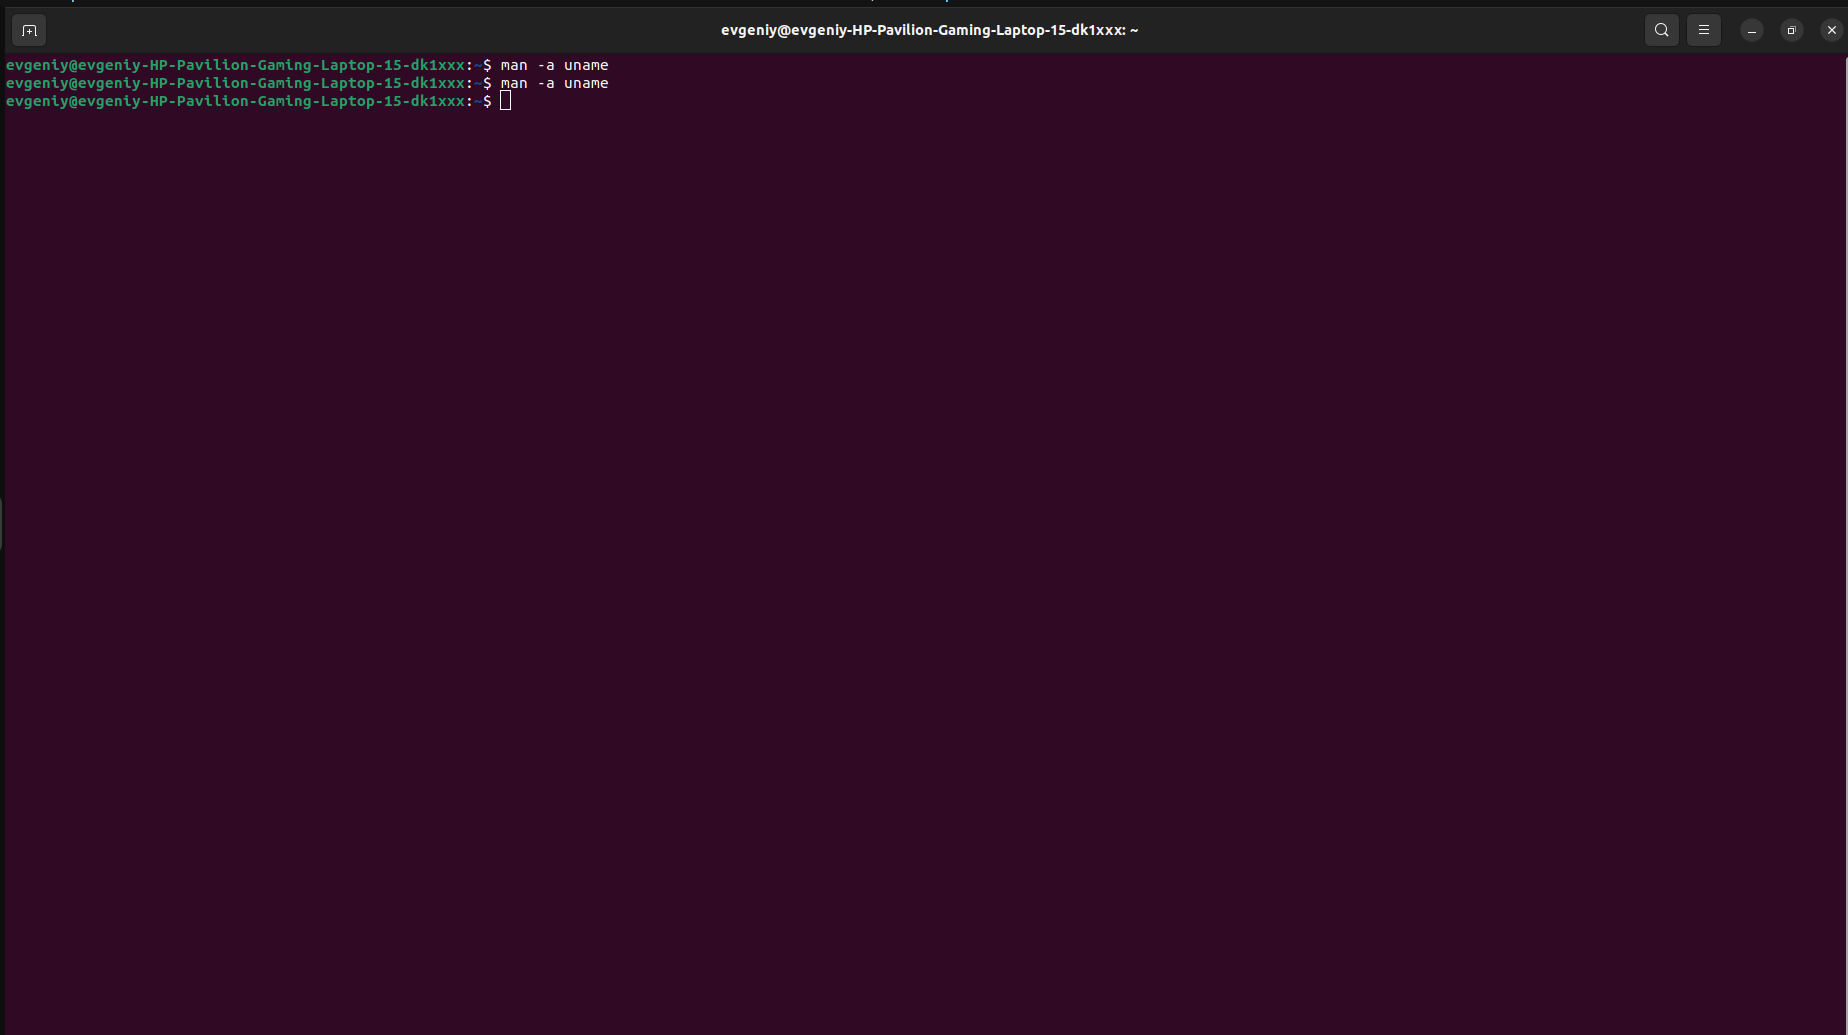 evgeniy@evgeniy-HP-Pavilion-Gaming-Laptop-15-dk1xxx: ~
evgeniy@evgeniy-HP-Pavilion-Gaming-Laptop-15-dk1xxx:~$ man -a uname
evgeniy@evgeniy-HP-Pavilion-Gaming-Laptop-15-dk1xxx:~$ man -a uname
evgeniy@evgeniy-HP-Pavilion-Gaming-Laptop-15-dk1xxx:~$